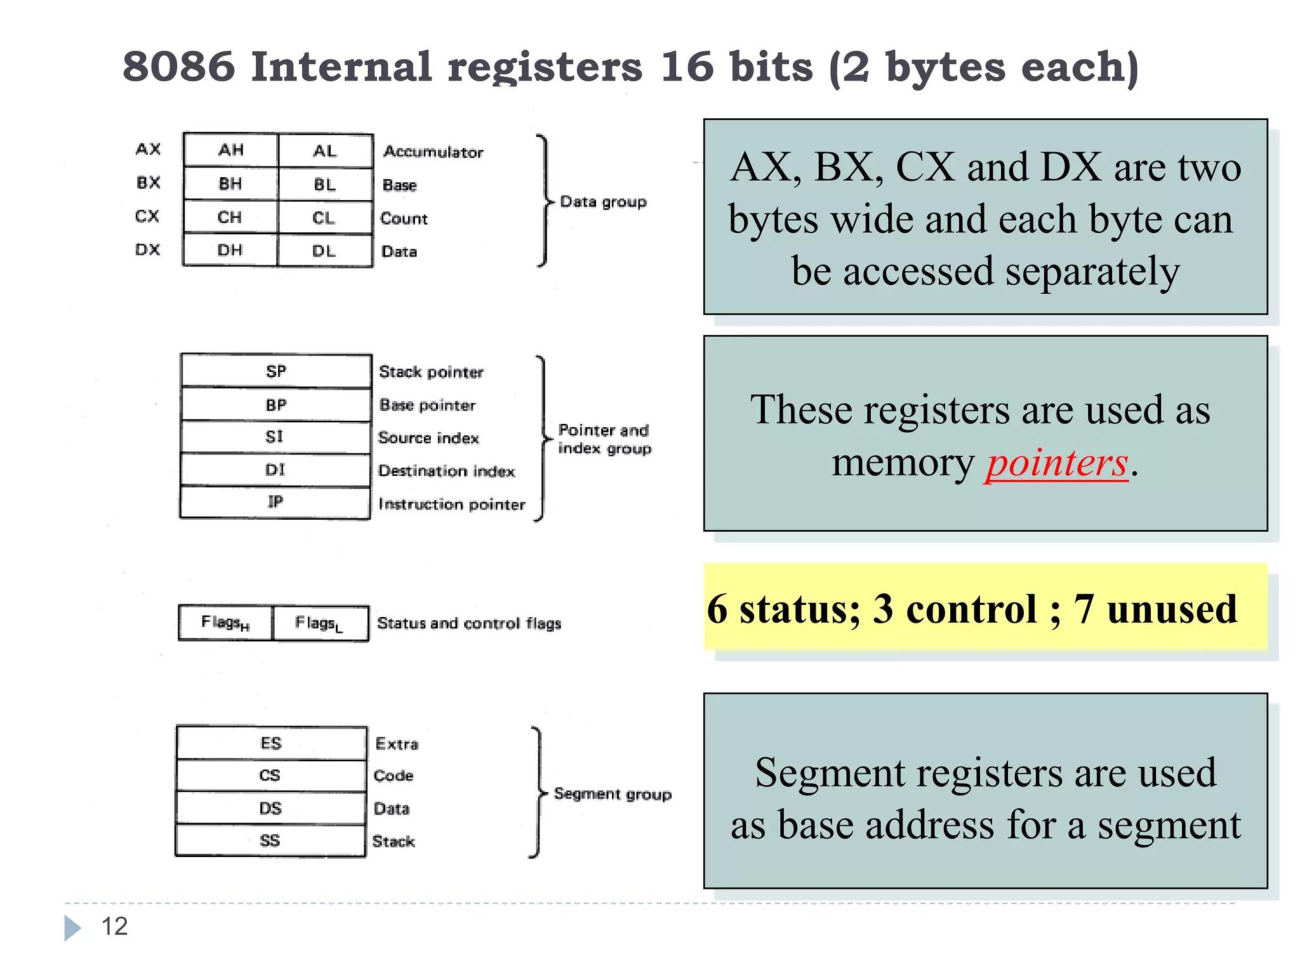 8086 Internal registers 16 bits (2 bytes each)
AX AH AL Accumulator
BX BH BL Base
CX CH CL Count
DX DH DL Data
Data group
AX, BX, CX and DX are two
bytes wide and each byte can
be accessed separately
SP Stack pointer
BP Base pointer
SI Source index
DI Destination index
IP Instruction pointer
Pointer and
index group
These registers are used as
memory pointers.
FlagsH FlagsL Status and control flags
6 status; 3 control ; 7 unused
ES Extra
CS Code
DS Data
SS Stack
Segment group
Segment registers are used
as base address for a segment
12